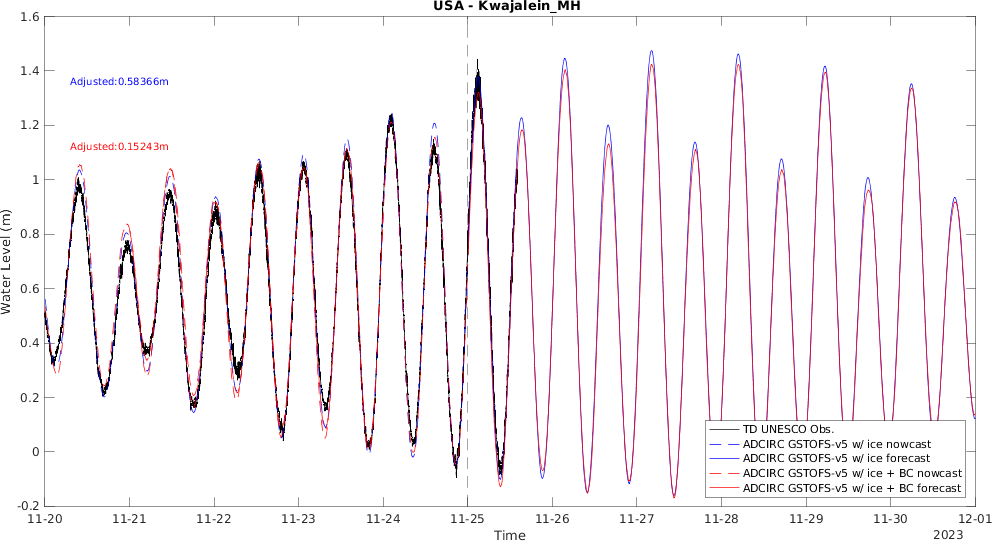 USA - Kwajalein_MH
Water Level (m)
1.6
1.4
1.2
1
0.8
0.6
0.4
0.2
0
-0.2
Adjusted:0.58366m
Adjusted:0.15243m
TD UNESCO Obs.
ADCIRC GSTOFS-v5 w/ ice nowcast
ADCIRC GSTOFS-v5 w/ ice forecast
ADCIRC GSTOFS-v5 w/ ice + BC nowcast
ADCIRC GSTOFS-v5 w/ ice + BC forecast
11-20 11-21 11-22 11-23 11-24 11-25 11-26 11-27 11-28 11-29 11-30 12-01
Time
2023